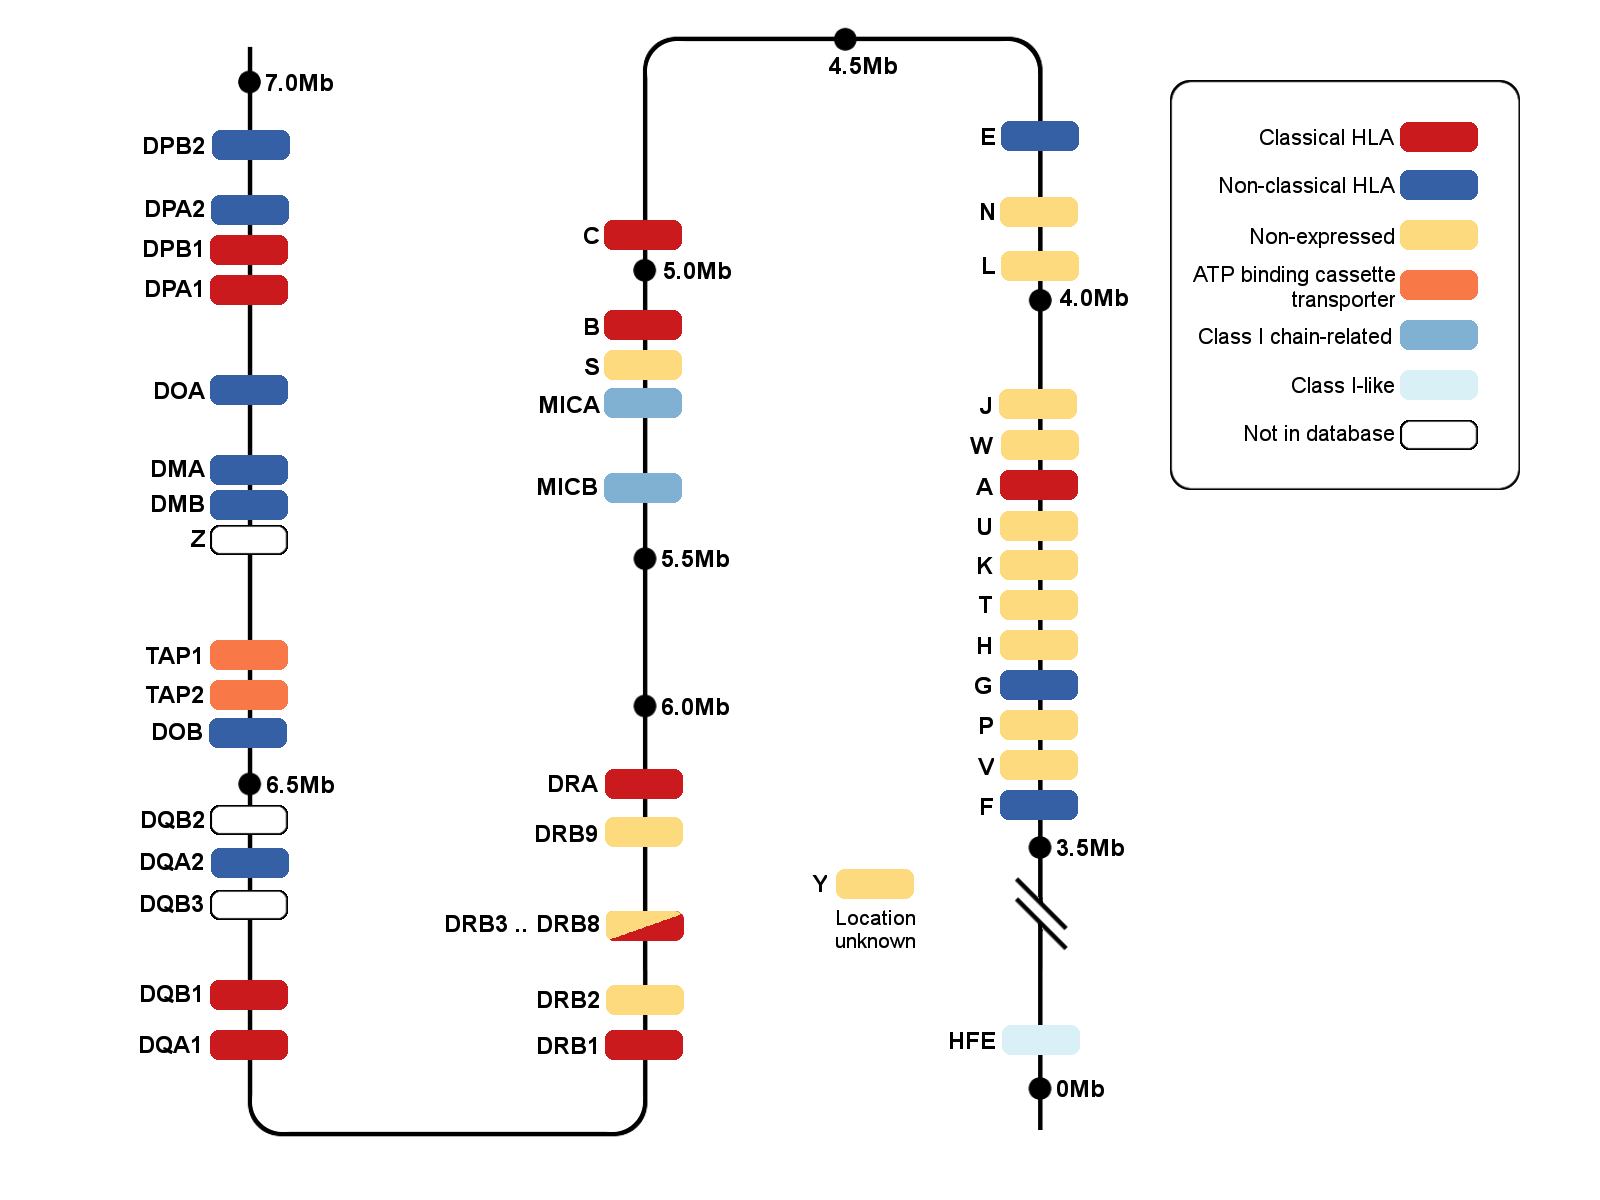 7.0Mb
DPB2
DPA2
DPB1
DPA1
DOA
DMA
DMB
Z
TAP1
TAP2
DOB
6.5Mb
DQB2
DQA2
DQB3
DQB1
DQA1
4.5Mb
C
5.0Mb
B
S
MICA
MICB
5.5Mb
6.0Mb
DRA
DRB9
DRB3 .. DRB8
DRB2
DRB1
E
N
L
4.0Mb
J
W
A
U
K
T
H
G
P
V
F
3.5Mb
Y
Location
unknown
HFE
0Mb
Classical HLA
Non-classical HLA
Non-expressed
ATP binding cassette
transporter
Class I chain-related
Class I-like
Not in database